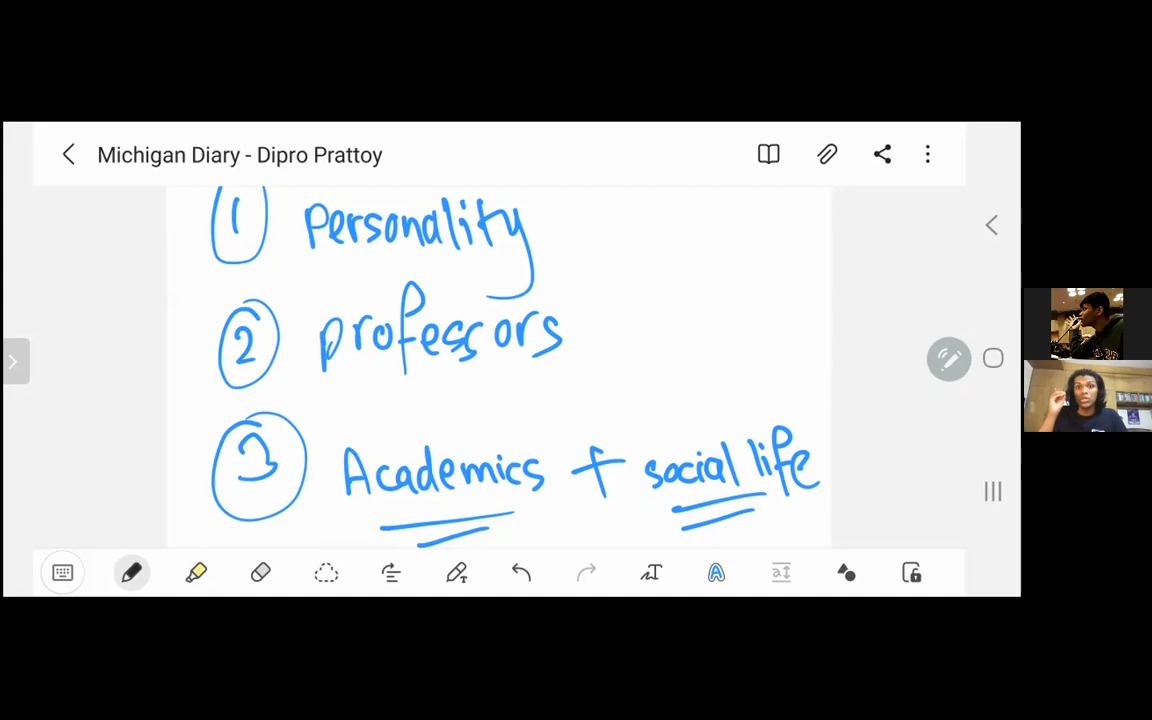 Michigan Diary - Dipro Prattoy
1 Personality
2 professors
3 Academics + social life